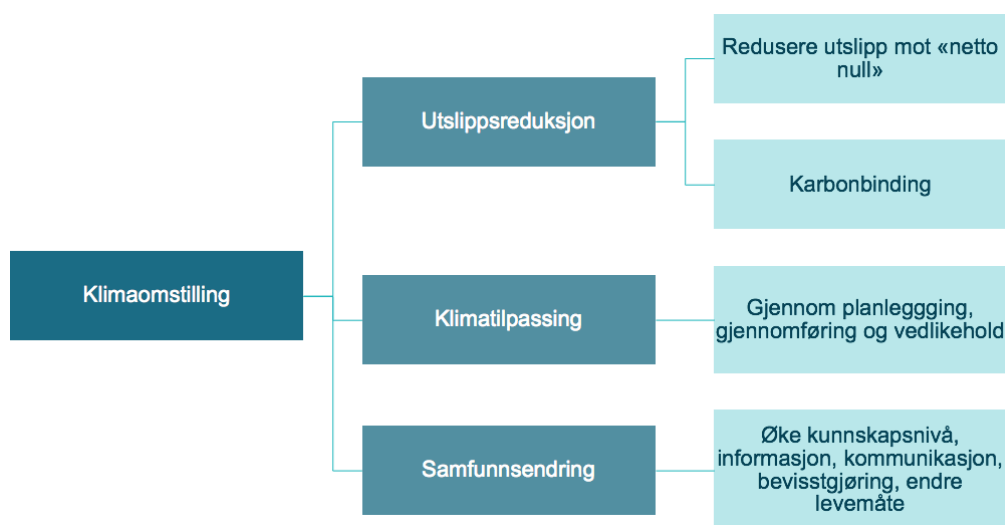 Redusere utslipp mot «netto
null»
Utslippsreduksjon
Karbonbinding
Klimaomstilling
Klimatilpassing
Gjennom planleggging,
gjennomføring og vedlikehold
Samfunnsendring
Øke kunnskapsnivå,
informasjon, kommunikasjon,
bevisstgjøring, endre
levemåte